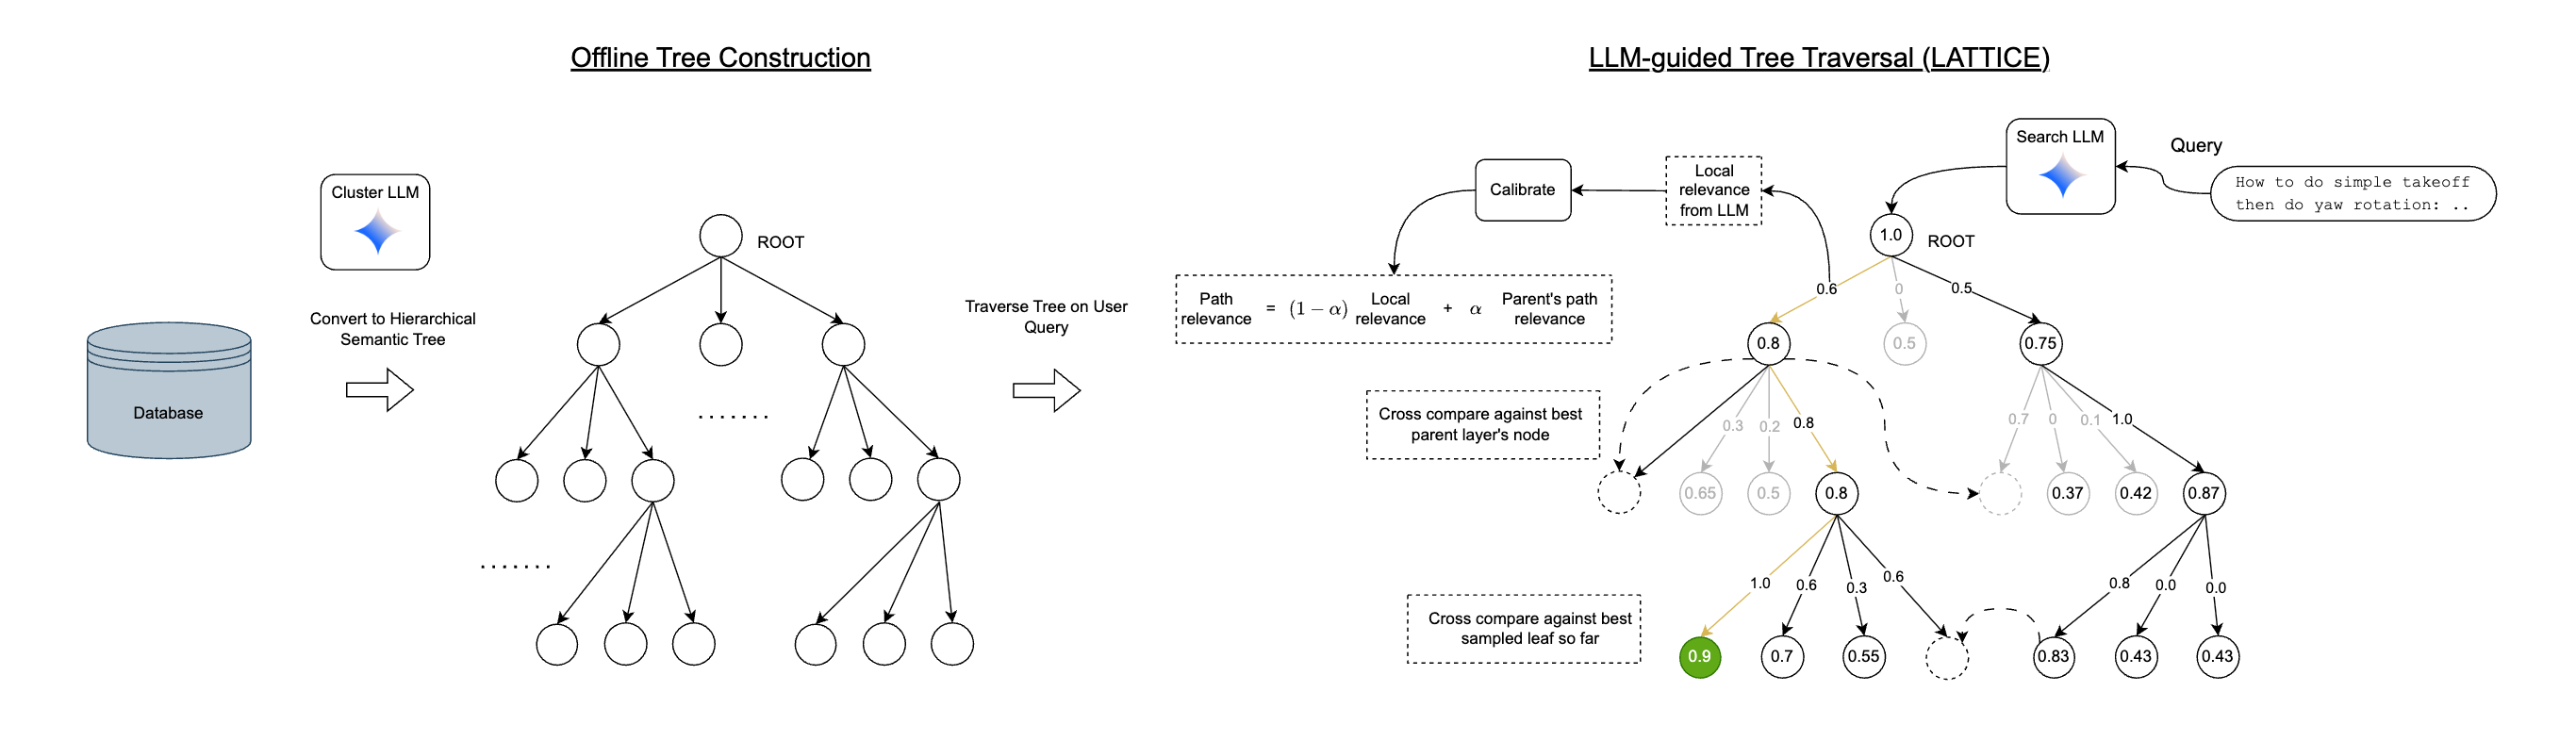 Offline Tree Construction
Cluster LLM
Convert to Hierarchical
Semantic Tree
Database
ROOT
.......
.......
Traverse Tree on User
Query
LLM-guided Tree Traversal (LATTICE)
Search LLM
Query
How to do simple takeoff
then do yaw rotation: ..
Local
relevance
from LLM
Calibrate
Path
relevance
= (1 − α)
Local
relevance
+ α
Parent's path
relevance
1.0
ROOT
0.6
0
0.5
0.8
0.5
0.75
Cross compare against best
parent layer's node
0.3
0.2
0.8
0.7
0
0.1
1.0
0.65
0.5
0.8
0.37
0.42
0.87
Cross compare against best
sampled leaf so far
1.0
0.6
0.3
0.6
0.8
0.0
0.0
0.9
0.7
0.55
0.83
0.43
0.43